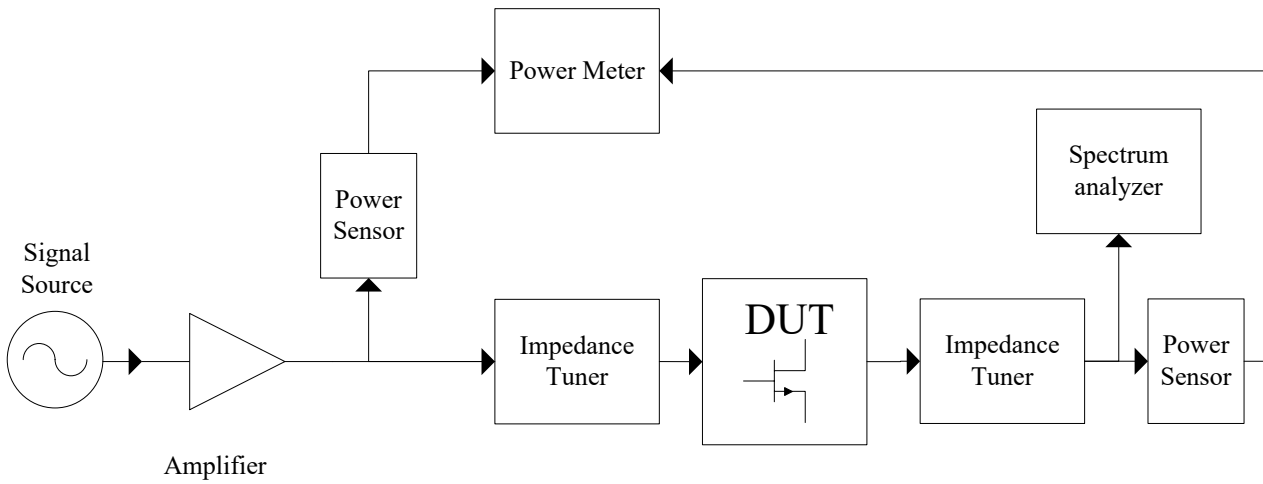 Power Meter
Spectrum
analyzer
Power
Sensor
Signal
Source
DUT
Impedance
Tuner
Impedance
Tuner
Power
Sensor
Amplifier